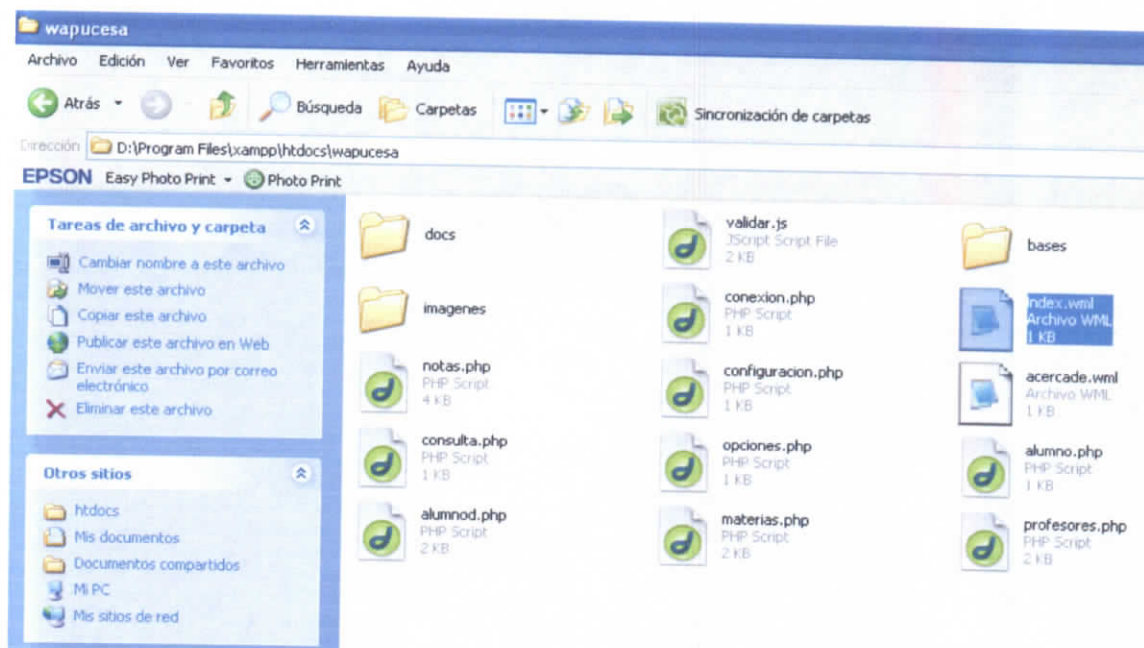 wapucesa
Archivo Edición Ver Favoritos Herramientas Ayuda
Atrás Búsqueda Carpetas Sincronización de carpetas
Dirección D:\Program Files\xampp\htdocs\wapucesa
EPSON Easy Photo Print Photo Print
Tareas de archivo y carpeta
Cambiar nombre a este archivo
Mover este archivo
Copiar este archivo
Publicar este archivo en Web
Enviar este archivo por correo
electrónico
Eliminar este archivo
Otros sitios
htdocs
Mis documentos
Documentos compartidos
Mi PC
Mis sitios de red
docs
validar.js
JScript Script File
2 KB
bases
imagenes
conexion.php
PHP Script
1 KB
index.wml
Archivo WML
1 KB
notas.php
PHP Script
4 KB
configuracion.php
PHP Script
1 KB
acercade.wml
Archivo WML
1 KB
consulta.php
PHP Script
1 KB
opciones.php
PHP Script
1 KB
alumno.php
PHP Script
1 KB
alumnod.php
PHP Script
2 KB
materias.php
PHP Script
2 KB
profesores.php
PHP Script
2 KB